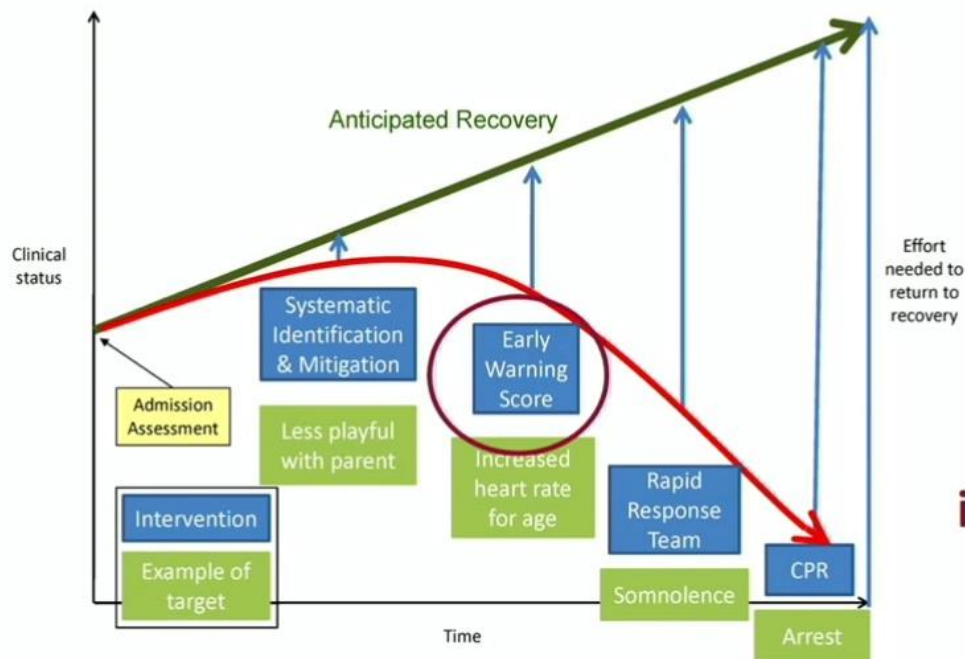 Anticipated Recovery
Clinical
status
Effort
needed to
return to
recovery
Systematic
Identification
& Mitigation
Early
Warning
Score
Admission
Assessment
Less playful
with parent
Increased
heart rate
for age
Rapid
Response
Team
Intervention
Example of
target
CPR
Somnolence
Time
Arrest
i